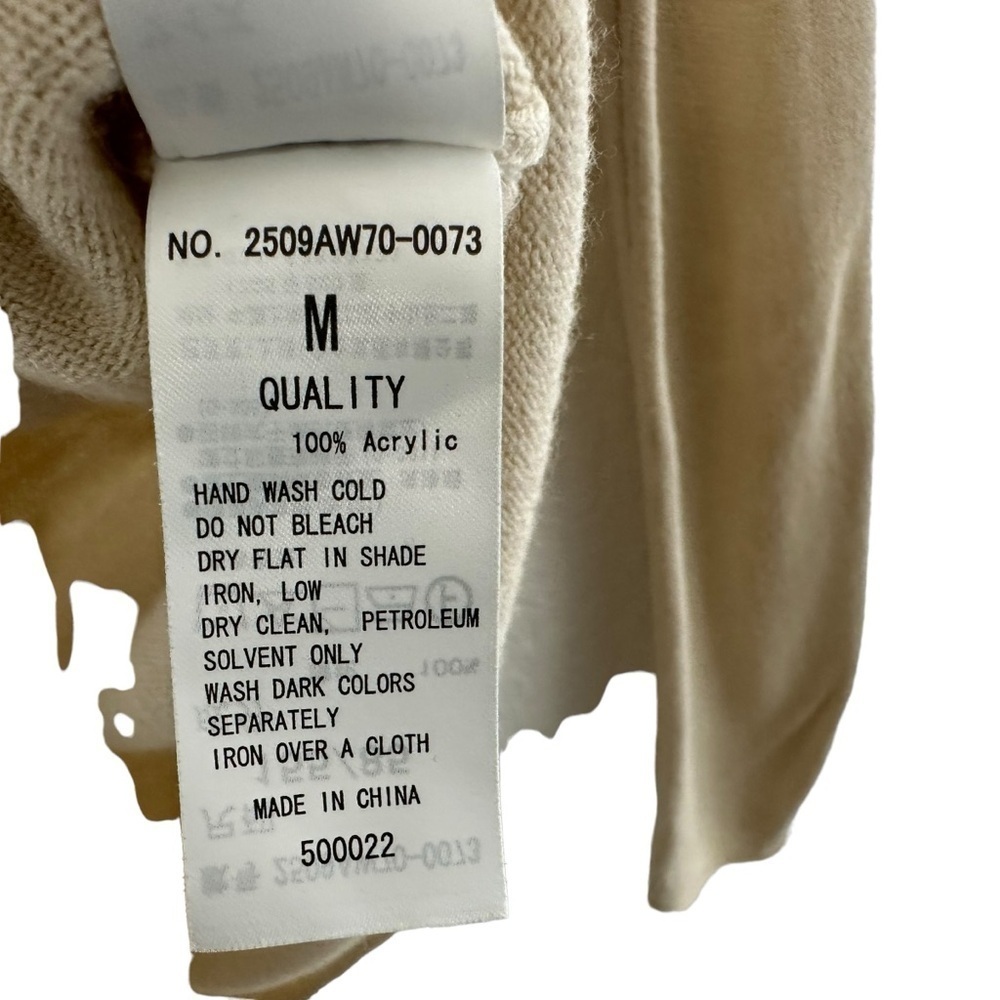 NO. 2509AW70-0073
M
QUALITY
100% Acrylic
HAND WASH COLD
DO NOT BLEACH
DRY FLAT IN SHADE
IRON, LOW
DRY CLEAN, PETROLEUM
SOLVENT ONLY
WASH DARK COLORS
SEPARATELY
IRON OVER A CLOTH
MADE IN CHINA
500022